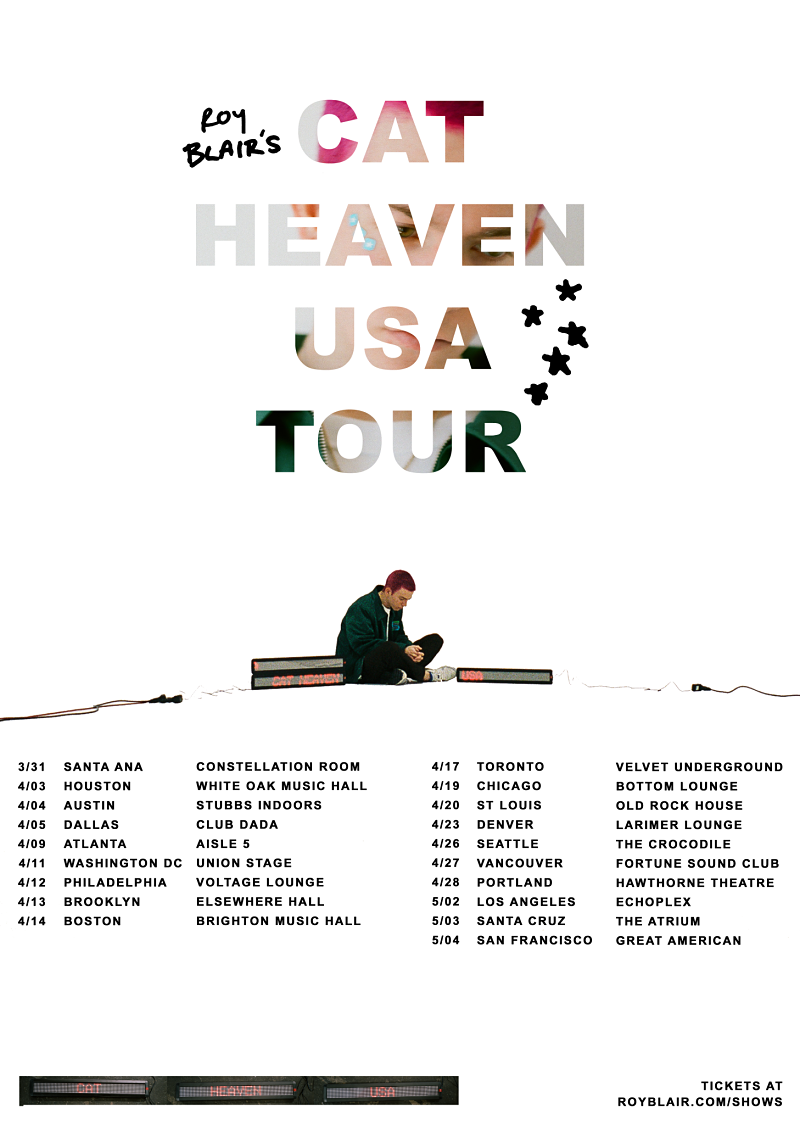 ROY
BLAIR'S
CAT
HEAVEN
USA
TOUR
CAT HEAVEN
USA
3/31 SANTA ANA CONSTELLATION ROOM
4/03 HOUSTON WHITE OAK MUSIC HALL
4/04 AUSTIN STUBBS INDOORS
4/05 DALLAS CLUB DADA
4/09 ATLANTA AISLE 5
4/11 WASHINGTON DC UNION STAGE
4/12 PHILADELPHIA VOLTAGE LOUNGE
4/13 BROOKLYN ELSEWHERE HALL
4/14 BOSTON BRIGHTON MUSIC HALL
4/17 TORONTO VELVET UNDERGROUND
4/19 CHICAGO BOTTOM LOUNGE
4/20 ST LOUIS OLD ROCK HOUSE
4/23 DENVER LARIMER LOUNGE
4/26 SEATTLE THE CROCODILE
4/27 VANCOUVER FORTUNE SOUND CLUB
4/28 PORTLAND HAWTHORNE THEATRE
5/02 LOS ANGELES ECHOPLEX
5/03 SANTA CRUZ THE ATRIUM
5/04 SAN FRANCISCO GREAT AMERICAN
CAT HEAVEN USA
TICKETS AT
ROYBLAIR.COM/SHOWS